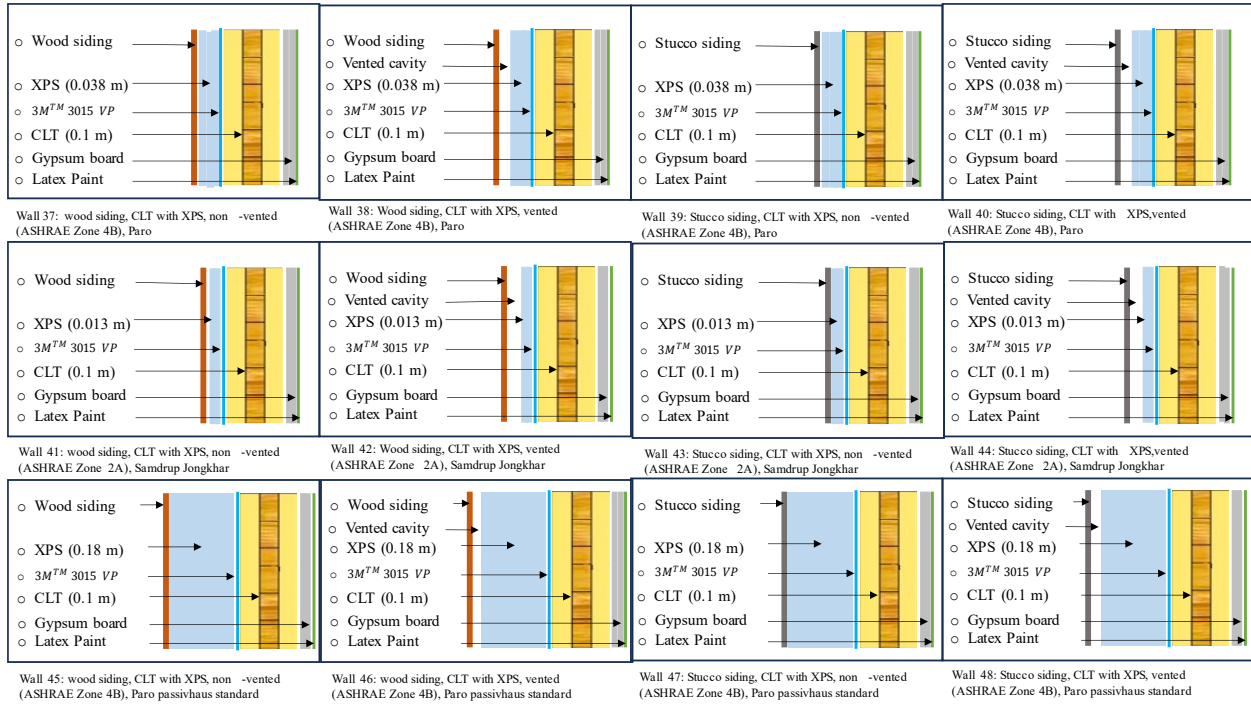 ○ Wood siding
○ XPS (0.038 m)
○ 3M™ 3015 VP
○ CLT (0.1 m)
○ Gypsum board
○ Latex Paint
Wall 37: wood siding, CLT with XPS, non -vented
(ASHRAE Zone 4B), Paro
○ Wood siding
○ Vented cavity
○ XPS (0.038 m)
○ 3M™ 3015 VP
○ CLT (0.1 m)
○ Gypsum board
○ Latex Paint
Wall 38: Wood siding, CLT with XPS, vented
(ASHRAE Zone 4B), Paro
○ Stucco siding
○ XPS (0.038 m)
○ 3M™ 3015 VP
○ CLT (0.1 m)
○ Gypsum board
○ Latex Paint
Wall 39: Stucco siding, CLT with XPS, non -vented
(ASHRAE Zone 4B), Paro
○ Stucco siding
○ Vented cavity
○ XPS (0.038 m)
○ 3M™ 3015 VP
○ CLT (0.1 m)
○ Gypsum board
○ Latex Paint
Wall 40: Stucco siding, CLT with XPS,vented
(ASHRAE Zone 4B), Paro
○ Wood siding
○ XPS (0.013 m)
○ 3M™ 3015 VP
○ CLT (0.1 m)
○ Gypsum board
○ Latex Paint
Wall 41: wood siding, CLT with XPS, non -vented
(ASHRAE Zone 2A), Samdrup Jongkhar
○ Wood siding
○ Vented cavity
○ XPS (0.013 m)
○ 3M™ 3015 VP
○ CLT (0.1 m)
○ Gypsum board
○ Latex Paint
Wall 42: Wood siding, CLT with XPS, vented
(ASHRAE Zone 2A), Samdrup Jongkhar
○ Stucco siding
○ XPS (0.013 m)
○ 3M™ 3015 VP
○ CLT (0.1 m)
○ Gypsum board
○ Latex Paint
Wall 43: Stucco siding, CLT with XPS, non -vented
(ASHRAE Zone 2A), Samdrup Jongkhar
○ Stucco siding
○ Vented cavity
○ XPS (0.013 m)
○ 3M™ 3015 VP
○ CLT (0.1 m)
○ Gypsum board
○ Latex Paint
Wall 44: Stucco siding, CLT with XPS,vented
(ASHRAE Zone 2A), Samdrup Jongkhar
○ Wood siding
○ XPS (0.18 m)
○ 3M™ 3015 VP
○ CLT (0.1 m)
○ Gypsum board
○ Latex Paint
Wall 45: wood siding, CLT with XPS, non -vented
(ASHRAE Zone 4B), Paro passivhaus standard
○ Wood siding
○ Vented cavity
○ XPS (0.18 m)
○ 3M™ 3015 VP
○ CLT (0.1 m)
○ Gypsum board
○ Latex Paint
Wall 46: wood siding, CLT with XPS, vented
(ASHRAE Zone 4B), Paro passivhaus standard
○ Stucco siding
○ XPS (0.18 m)
○ 3M™ 3015 VP
○ CLT (0.1 m)
○ Gypsum board
○ Latex Paint
Wall 47: Stucco siding, CLT with XPS, non -vented
(ASHRAE Zone 4B), Paro passivhaus standard
○ Stucco siding
○ Vented cavity
○ XPS (0.18 m)
○ 3M™ 3015 VP
○ CLT (0.1 m)
○ Gypsum board
○ Latex Paint
Wall 48: Stucco siding, CLT with XPS, vented
(ASHRAE Zone 4B), Paro passivhaus standard